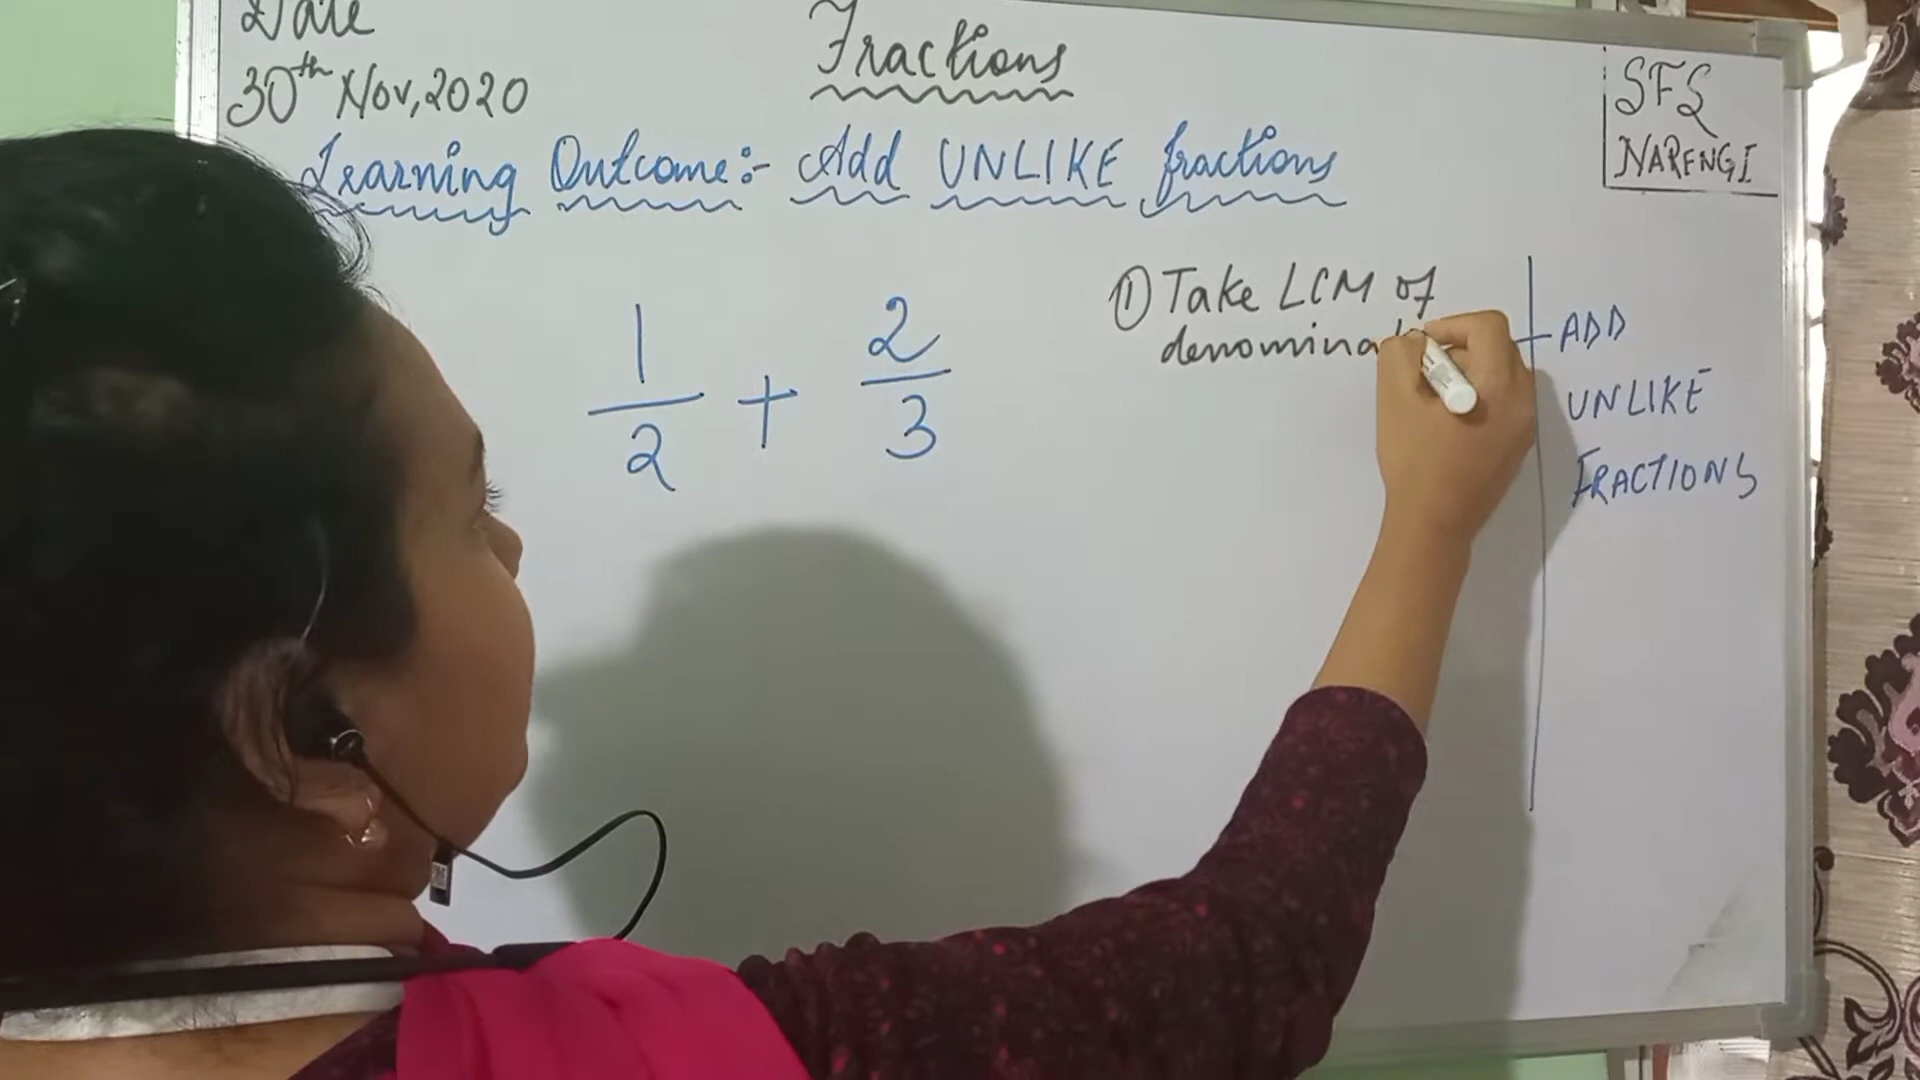 Date
30th Nov, 2020
Fractions
SFS
NARENGI
Learning Outcome:- Add UNLIKE fractions
1/2 + 2/3
① Take LCM of
ADD
UNLIKE
FRACTIONS